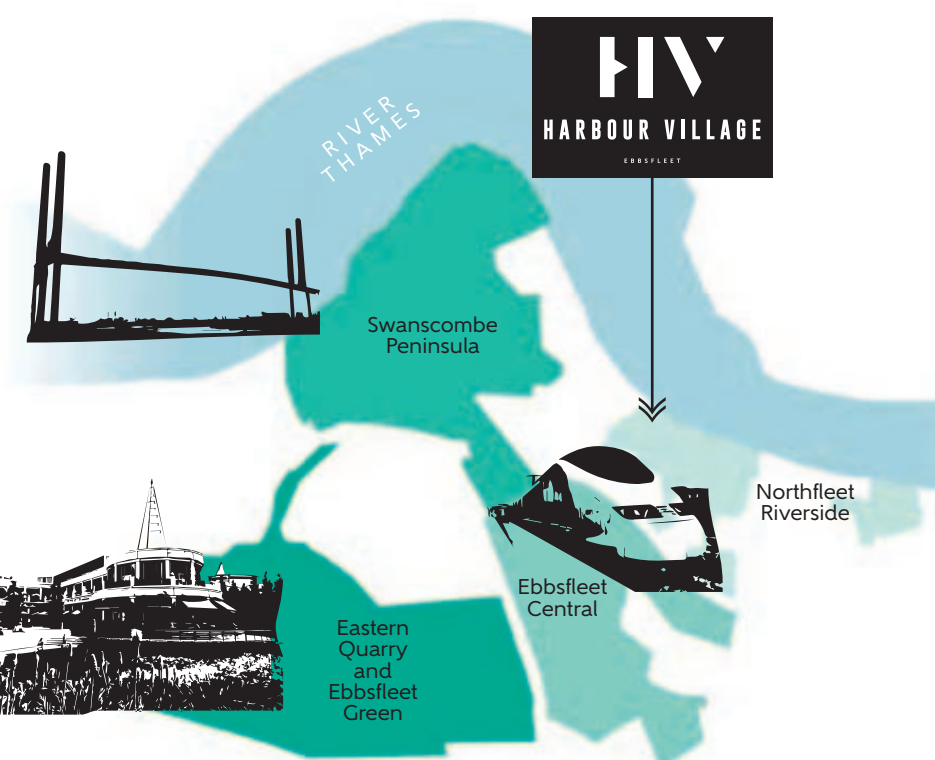 HV
HARBOUR VILLAGE
EBBSFLEET
RIVER
THAMES
Swanscombe
Peninsula
Northfleet
Riverside
Ebbsfleet
Central
Eastern
Quarry
and
Ebbsfleet
Green